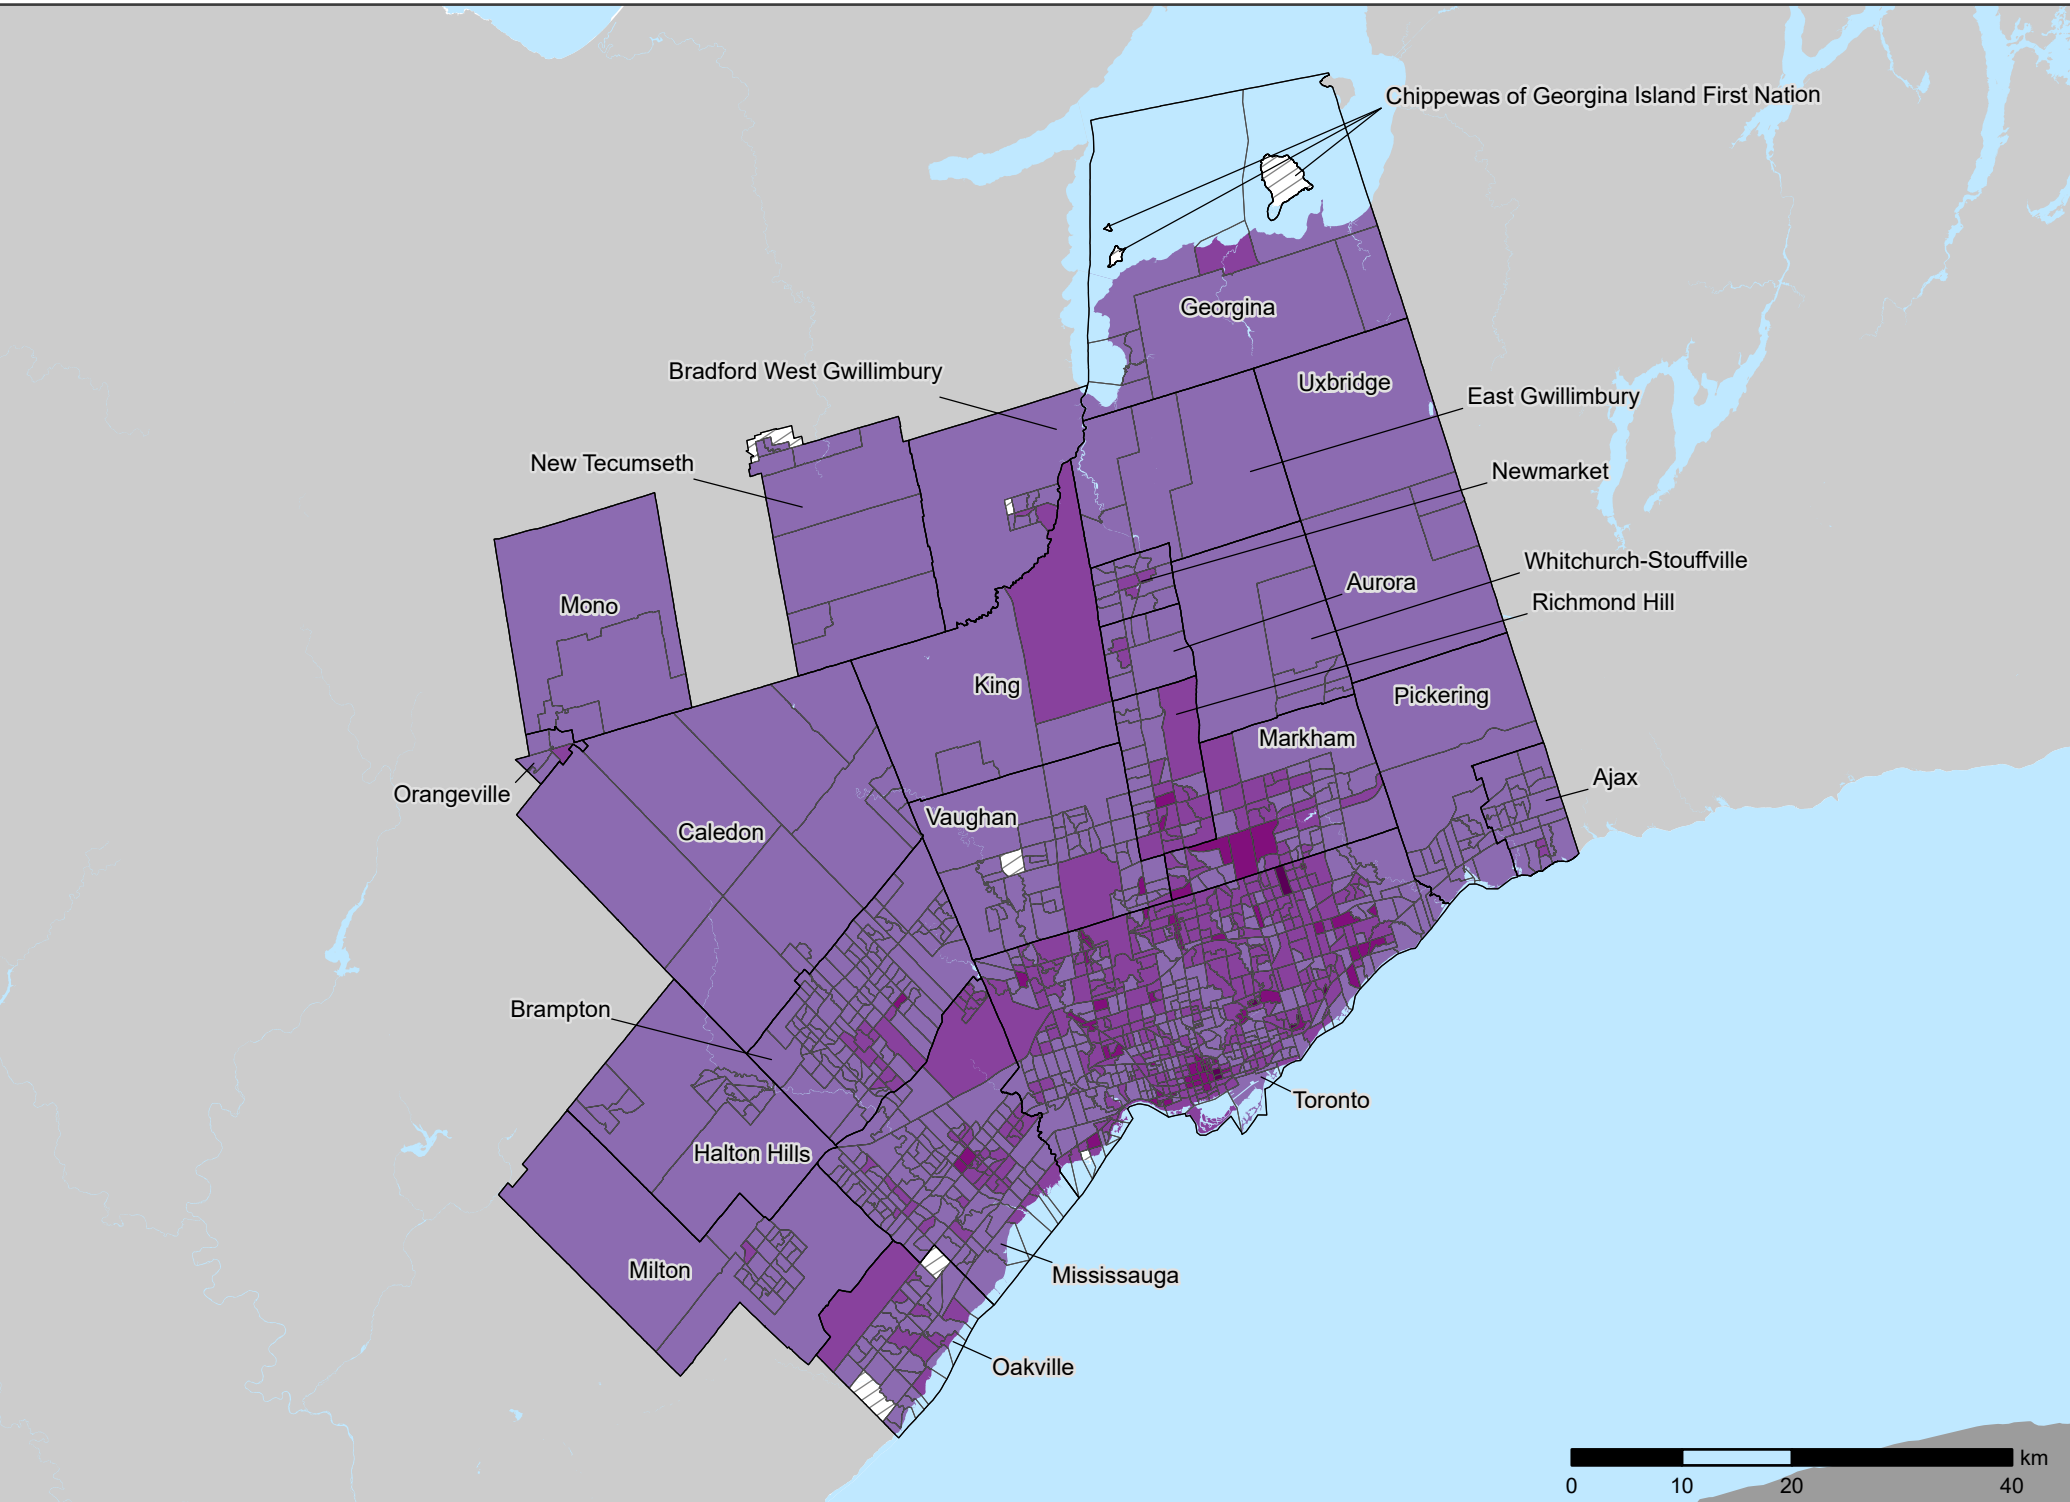 Chippewas of Georgina Island First Nation
Georgina
Bradford West Gwillimbury
Uxbridge
East Gwillimbury
New Tecumseth
Newmarket
Whitchurch-Stouffville
Aurora
Mono
Richmond Hill
King
Pickering
Markham
Ajax
Orangeville
Vaughan
Caledon
Brampton
Toronto
Halton Hills
Milton
Mississauga
Oakville
km
0 10 20 40